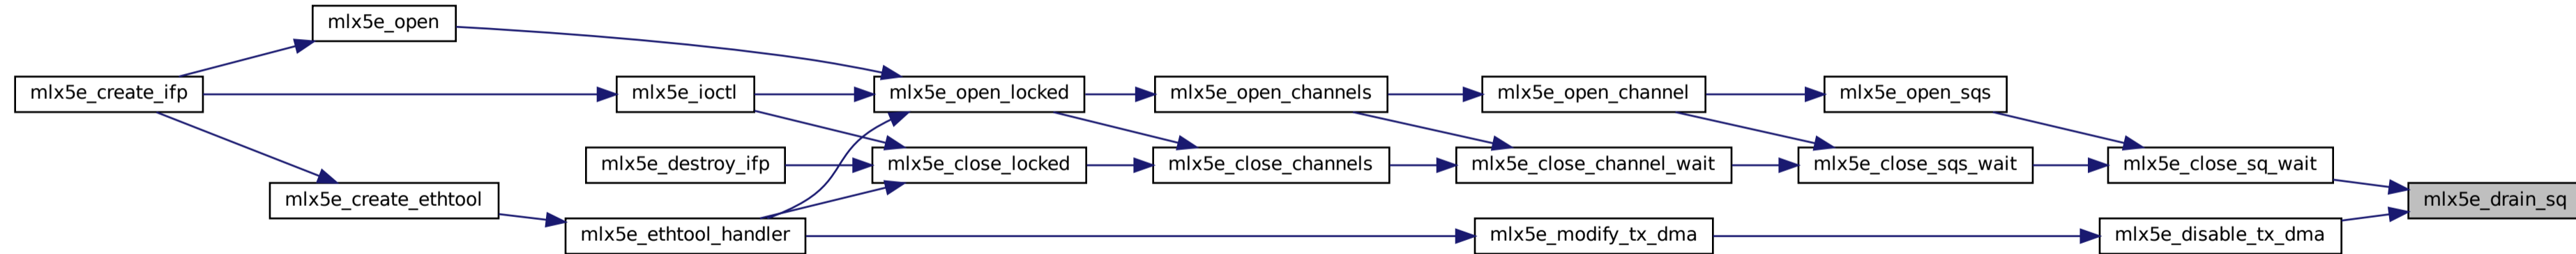 mlx5e_open
mlx5e_create_ifp
mlx5e_ioctl
mlx5e_open_locked
mlx5e_open_channels
mlx5e_open_channel
mlx5e_open_sqs
mlx5e_destroy_ifp
mlx5e_close_locked
mlx5e_close_channels
mlx5e_close_channel_wait
mlx5e_close_sqs_wait
mlx5e_close_sq_wait
mlx5e_create_ethtool
mlx5e_drain_sq
mlx5e_ethtool_handler
mlx5e_modify_tx_dma
mlx5e_disable_tx_dma